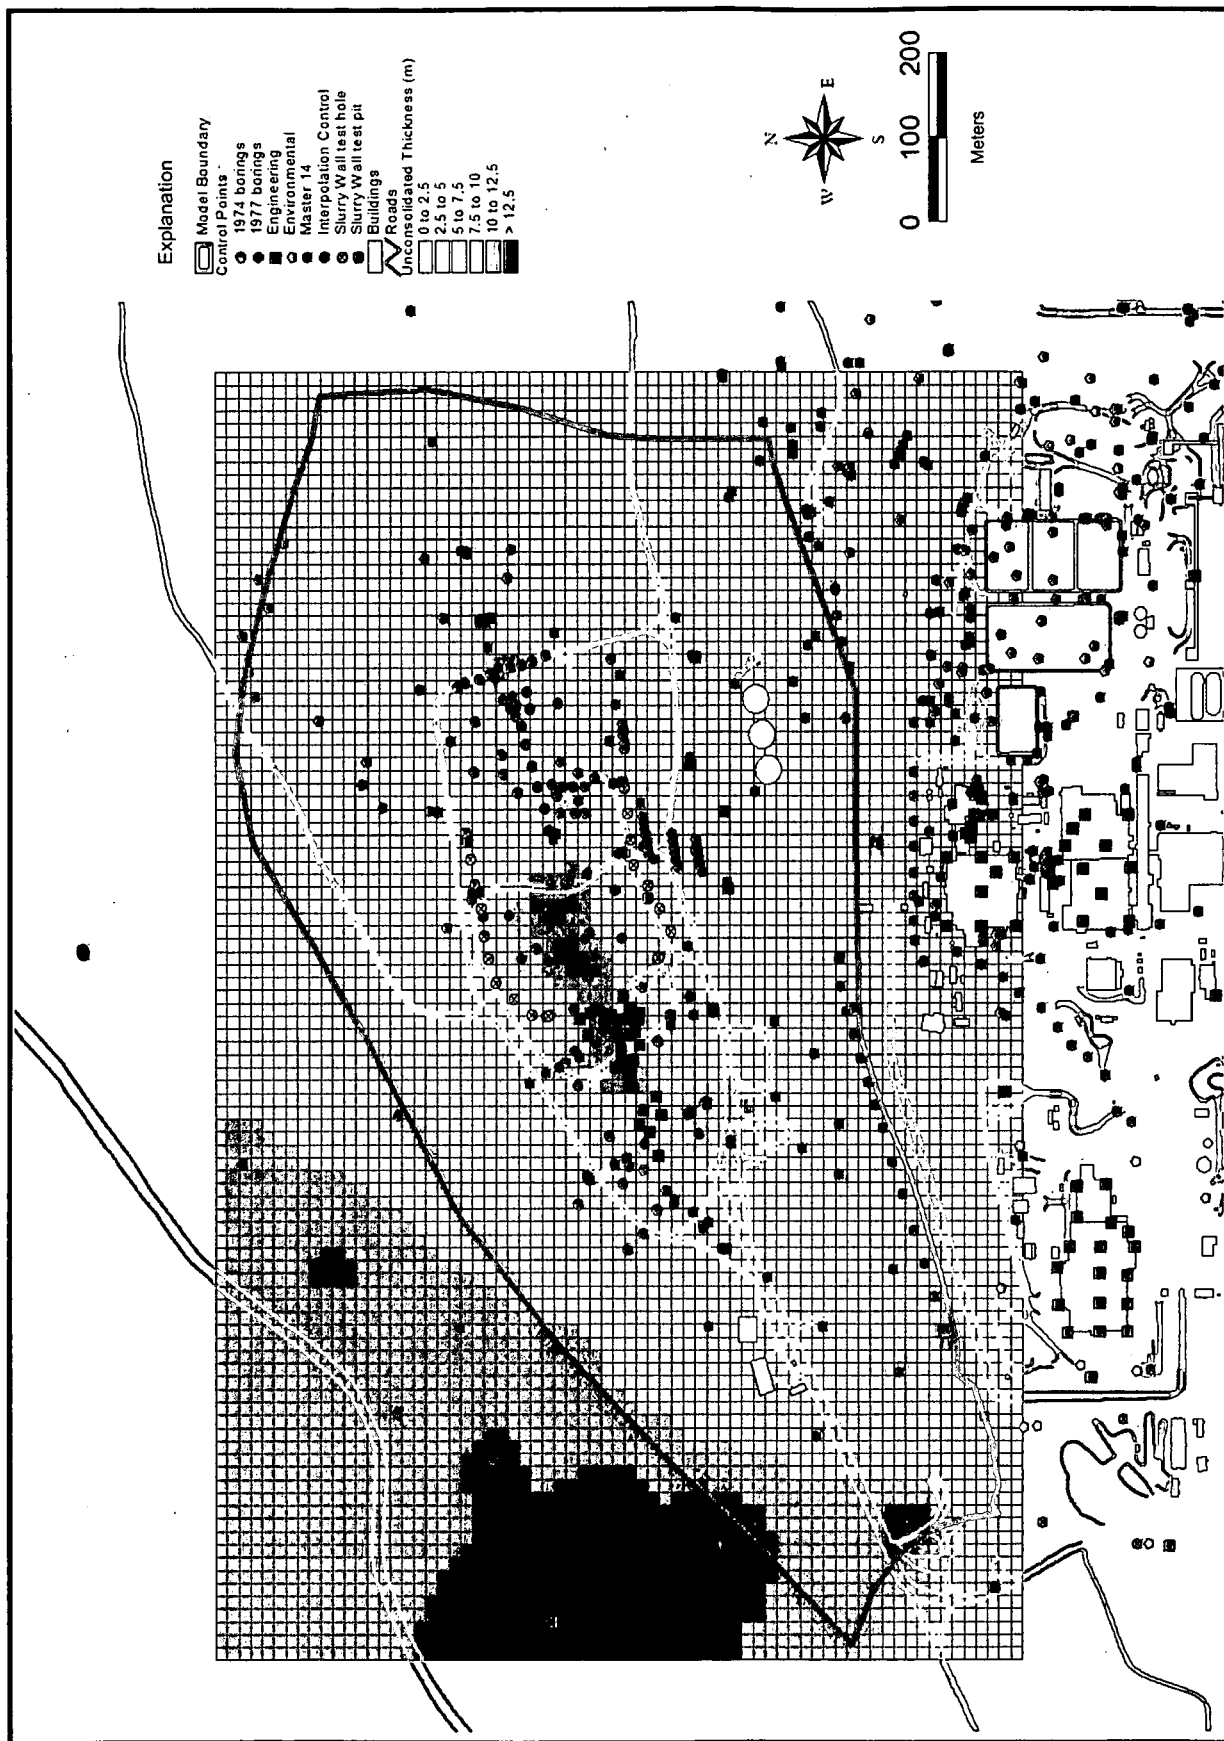 Explanation
Model Boundary
Control Points
1974 borings
1977 borings
Engineering
Environmental
Master 14
Interpolation Control
Slurry Wall test hole
Slurry Wall test pit
Buildings
Roads
Unconsolidated Thickness (m)
0 to 2.5
2.5 to 5
5 to 7.5
7.5 to 10
10 to 12.5
> 12.5
N
W
E
S
0 100 200
Meters